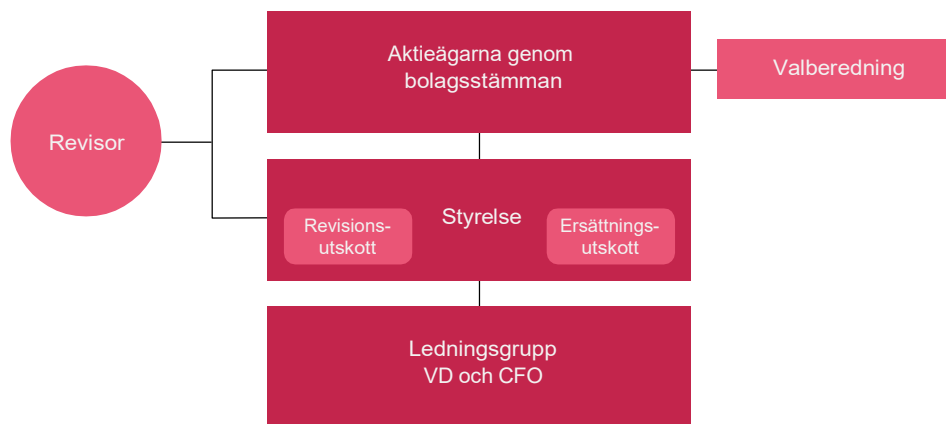 Aktieägarna genom
bolagsstämman
Valberedning
Revisor
Styrelse
Revisions-
utskott
Ersättnings-
utskott
Ledningsgrupp
VD och CFO